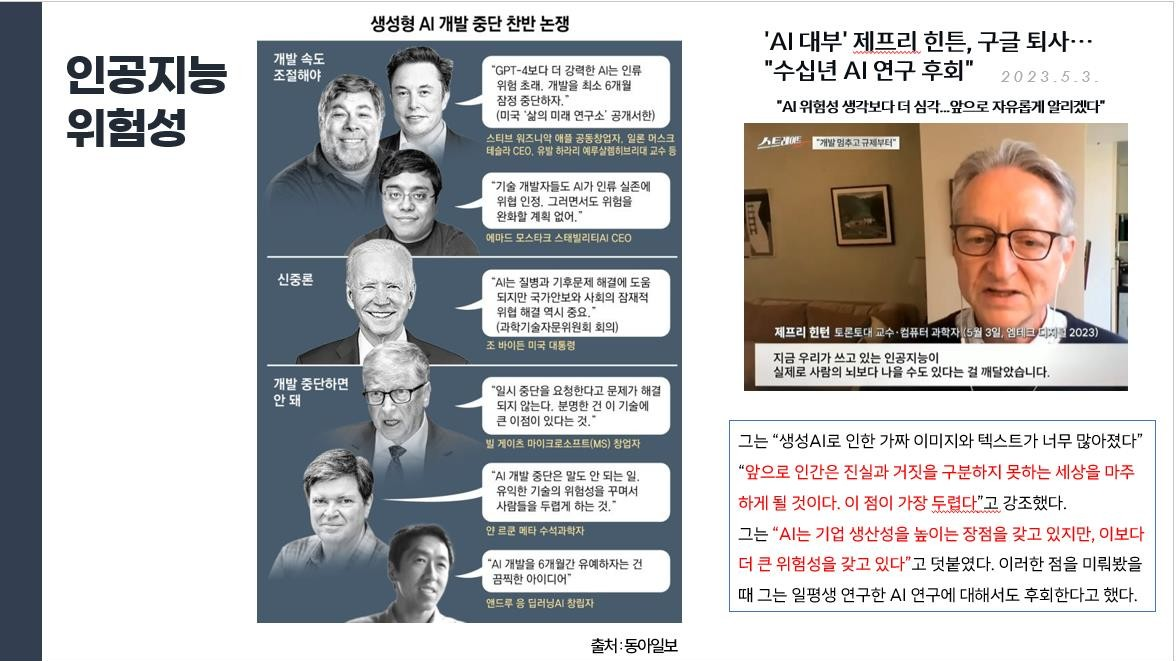 인공지능
위험성
생성형 AI 개발 중단 찬반 논쟁
개발 속도
조절해야
"GPT-4보다 더 강력한 AI는 인류
위험 초래, 개발을 최소 6개월
잠정 중단하자."
(미국 '삶의 미래 연구소' 공개서한)
스티브 워즈니악 애플 공동창업자, 일론 머스크
테슬라 CEO, 유발 하라리 예루살렘히브리대 교수 등
"기술 개발자들도 AI가 인류 실존에
위협 인정. 그러면서도 위험을
완화할 계획 없어."
에마드 모스타크 스태빌리티AI CEO
신중론
"AI는 질병과 기후문제 해결에 도움
되지만 국가안보와 사회의 잠재적
위협 해결 역시 중요."
(과학기술자문위원회 회의)
조 바이든 미국 대통령
개발 중단하면
안 돼
"일시 중단을 요청한다고 문제가 해결
되지 않는다. 분명한 건 이 기술에
큰 이점이 있다는 것."
빌 게이츠 마이크로소프트(MS) 창업자
"AI 개발 중단은 말도 안 되는 일.
유익한 기술의 위험성을 꾸며서
사람들을 두렵게 하는 것."
얀 르쿤 메타 수석과학자
"AI 개발을 6개월간 유예하자는 건
끔찍한 아이디어"
앤드루 응 딥러닝AI 창립자
출처 : 동아일보
'AI 대부' 제프리 힌튼, 구글 퇴사…
"수십년 AI 연구 후회"
2023.5.3.
"AI 위험성 생각보다 더 심각...앞으로 자유롭게 알리겠다"
스트레이트
"개발 멈추고 규제부터"
제프리 힌턴 토론토대 교수·컴퓨터 과학자 (5월 3일, 엠테크 디지털 2023)
지금 우리가 쓰고 있는 인공지능이
실제로 사람의 뇌보다 나을 수도 있다는 걸 깨달았습니다.
그는 "생성AI로 인한 가짜 이미지와 텍스트가 너무 많아졌다"
"앞으로 인간은 진실과 거짓을 구분하지 못하는 세상을 마주
하게 될 것이다. 이 점이 가장 두렵다"고 강조했다.
그는 "AI는 기업 생산성을 높이는 장점을 갖고 있지만, 이보다
더 큰 위험성을 갖고 있다"고 덧붙였다. 이러한 점을 미뤄봤을
때 그는 일평생 연구한 AI 연구에 대해서도 후회한다고 했다.